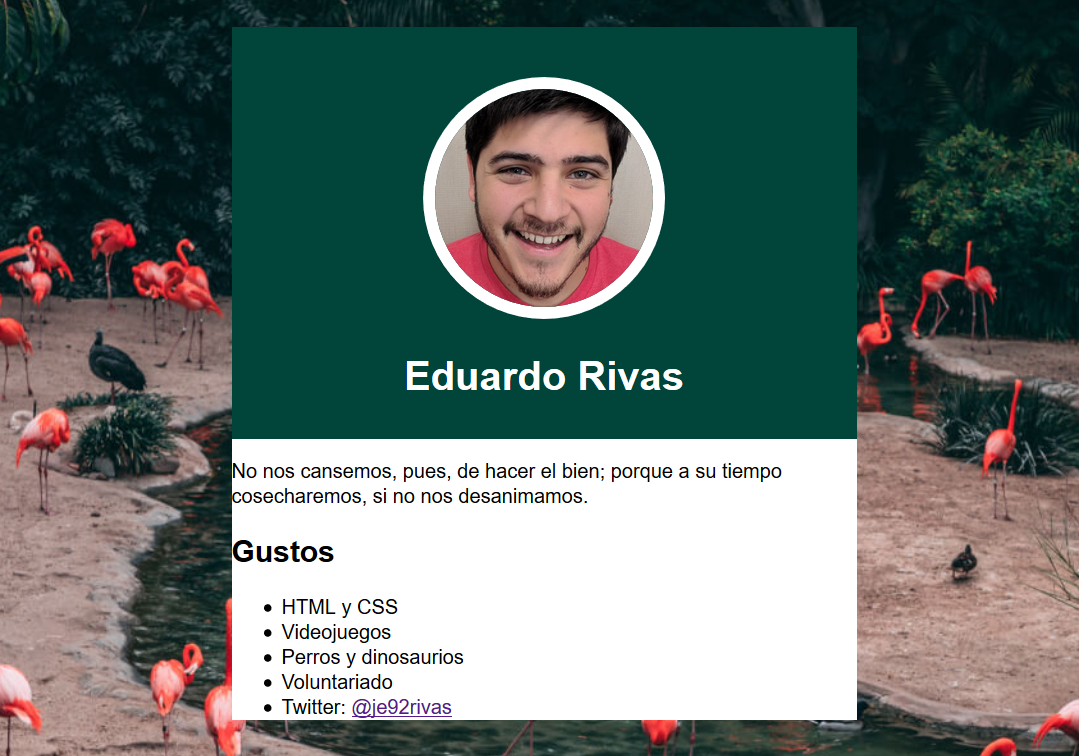 Eduardo Rivas
No nos cansemos, pues, de hacer el bien; porque a su tiempo
cosecharemos, si no nos desanimamos.
Gustos
HTML y CSS
Videojuegos
Perros y dinosaurios
Voluntariado
Twitter: @je92rivas